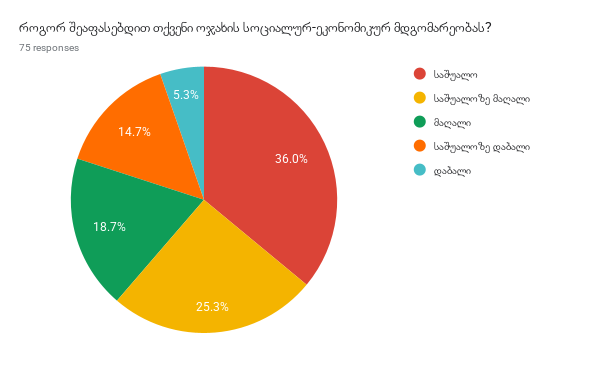 როგორ შეაფასებდით თქვენი ოჯახის სოციალურ-ეკონომიკურ მდგომარეობას?
75 responses
საშუალო
საშუალოზე მაღალი
მაღალი
საშუალოზე დაბალი
დაბალი
5.3%
14.7%
36.0%
18.7%
25.3%